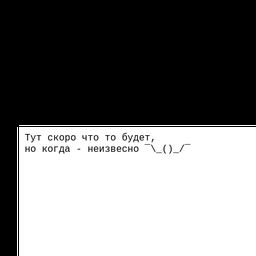 Тут скоро что то будет,
но когда - неизвесно ¯\_()_/¯